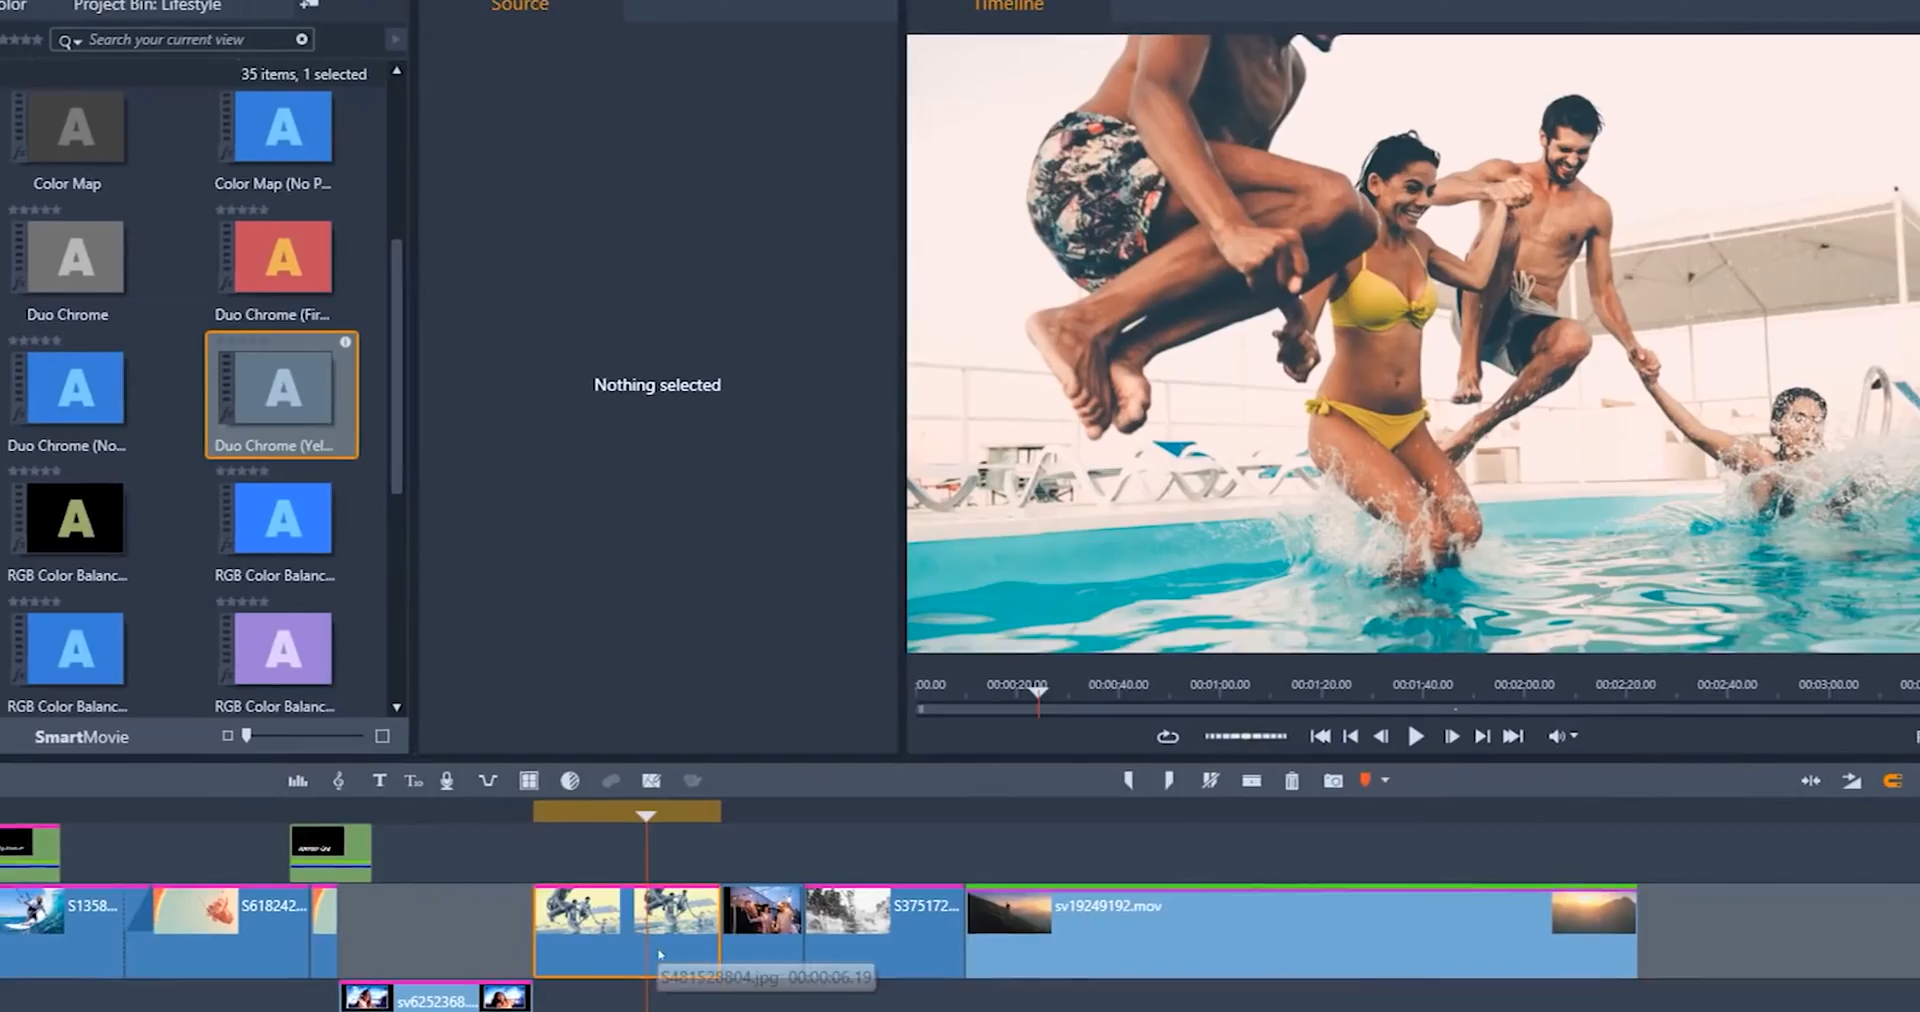 olor
Project Bin: Lifestyle
Source
Timeline
Search your current view
35 items, 1 selected
A
A
Color Map
Color Map (No P...
A
A
Duo Chrome
Duo Chrome (Fir...
A
A
Duo Chrome (No...
Duo Chrome (Yel...
Nothing selected
A
A
RGB Color Balanc...
RGB Color Balanc...
A
A
RGB Color Balanc...
RGB Color Balanc...
SmartMovie
:00.00 00:00:20.00 00:00:40.00 00:01:00.00 00:01:20.00 00:01:40.00 00:02:00.00 00:02:20.00 00:02:40.00 00:03:00.00 00:0
S1358...
S618242...
S375172...
sv19249192.mov
S481528804.jpg 00:00:06.19
sv6252368....